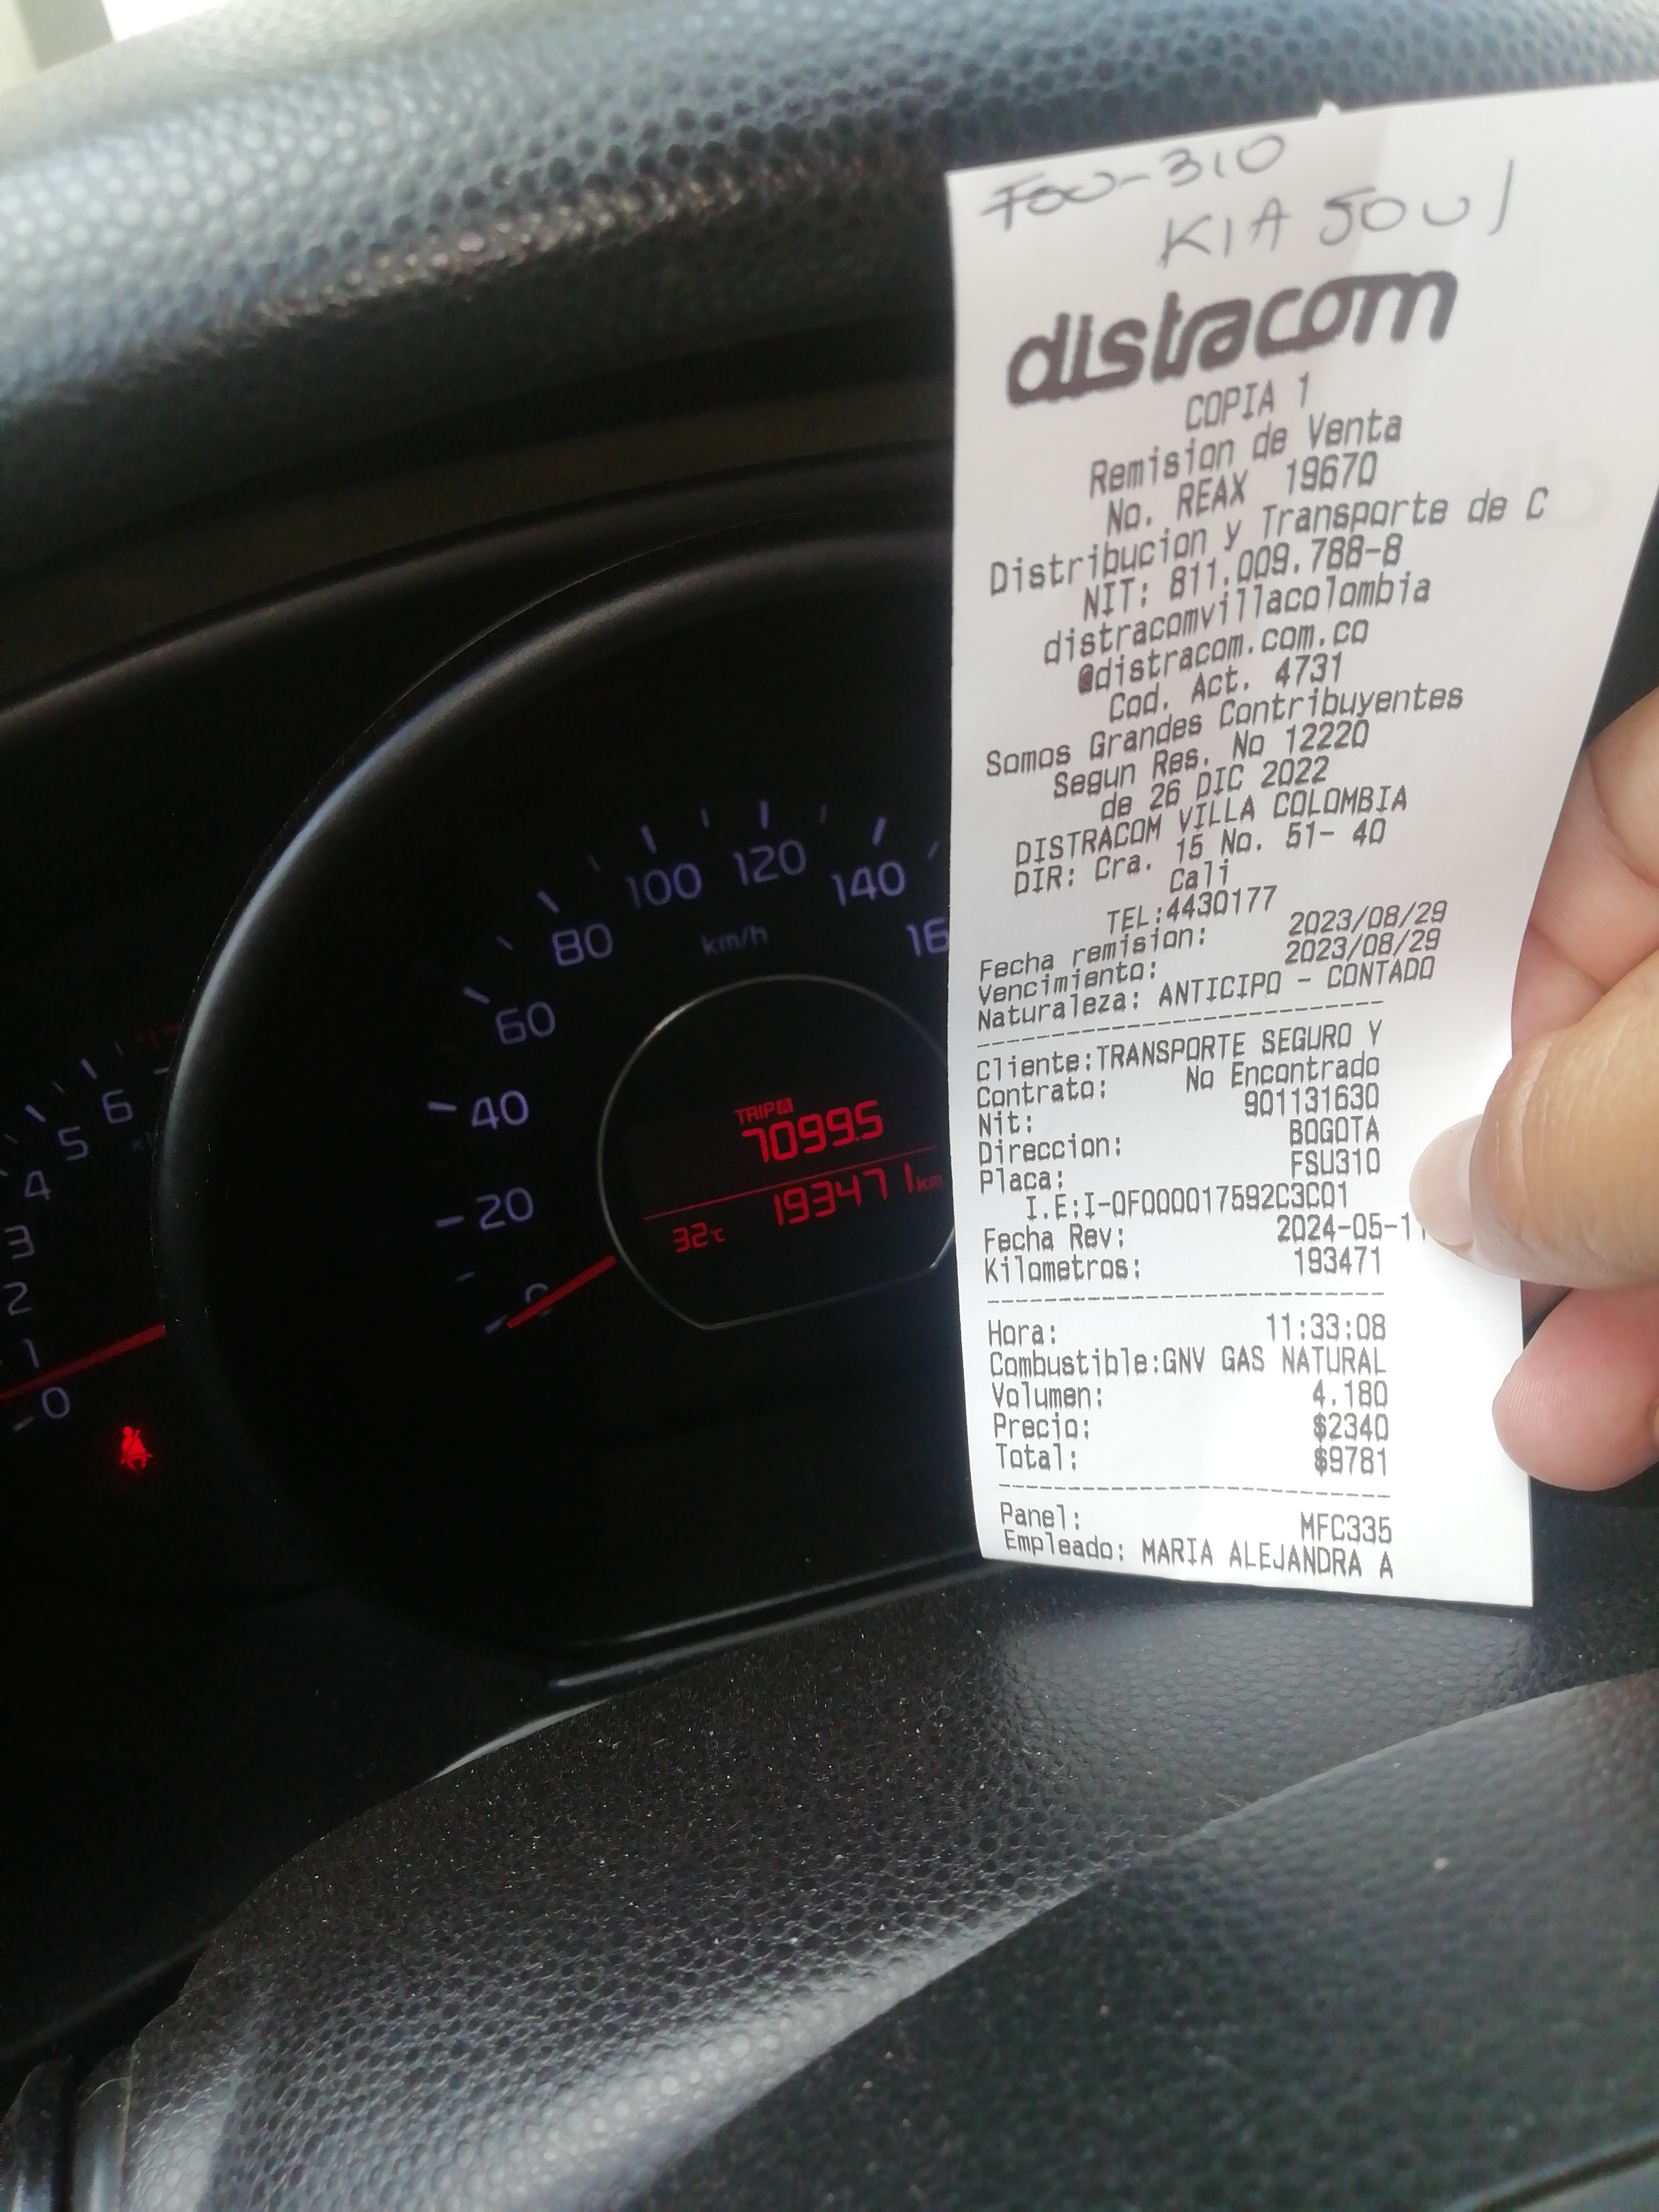 FSU-310
KIA SOUl
distracom
COPIA 1
Remision de Venta
No. REAX 19670
Distribucion y Transporte de C
NIT: 811.009.788-8
distracomvillacolombia
@distracom.com.co
Cod. Act. 4731
Somos Grandes Contribuyentes
Segun Res. No 12220
de 26 DIC 2022
DISTRACOM VILLA COLOMBIA
DIR: Cra. 15 No. 51- 40
Cali
TEL:4430177
Fecha remision: 2023/08/29
Vencimiento: 2023/08/29
Naturaleza: ANTICIPO - CONTADO
Cliente:TRANSPORTE SEGURO Y
Contrato: No Encontrado
Nit: 901131630
Direccion: BOGOTA
Placa: FSU310
I.E:I-0F000017592C3C01
Fecha Rev: 2024-05-11
Kilometros: 193471
Hora: 11:33:08
Combustible:GNV GAS NATURAL
Volumen: 4.180
Precio: $2340
Total: $9781
Panel: MFC335
Empleado: MARIA ALEJANDRA A
0
20
40
60
80
100
120
140
16
km/h
TRIP A
7099.5
193471 km
32°C
6
5
4
3
2
1
0